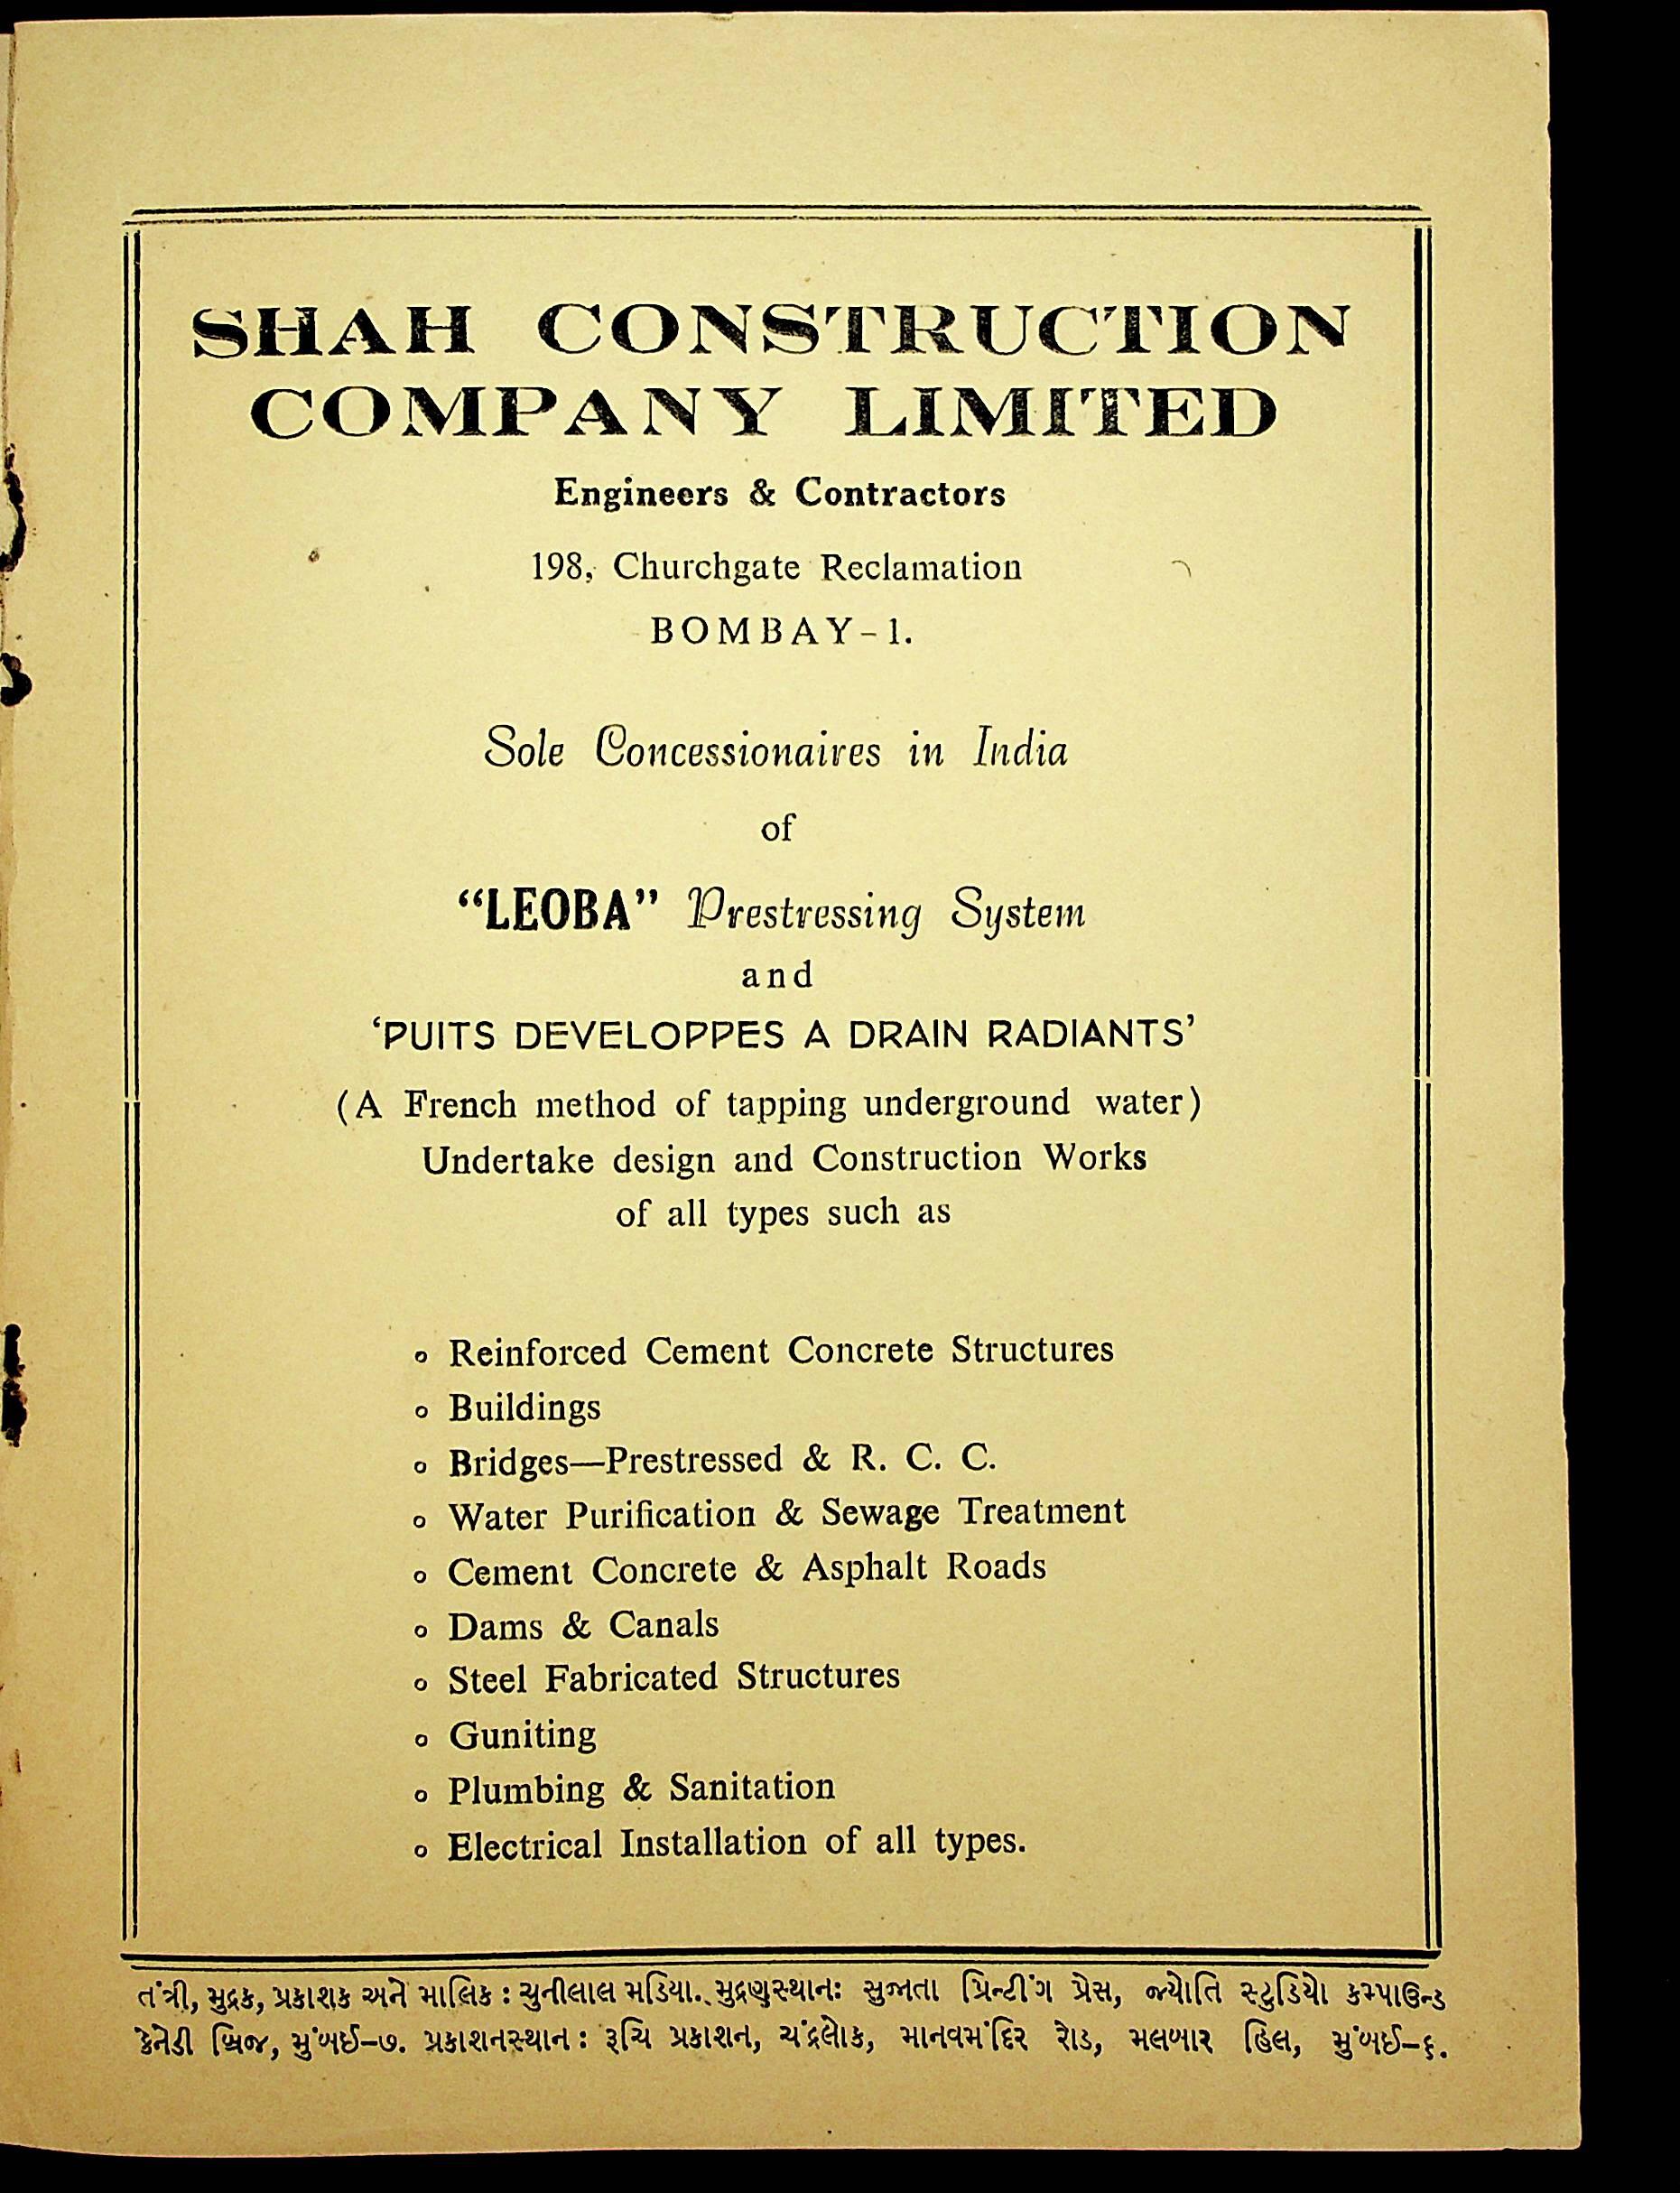 SHAH CONSTRUCTION
COMPANY LIMITED
Engineers & Contractors
198, Churchgate Reclamation
BOMBAY-1.
Sole Concessionaires in India
of
“LEOBA” Prestressing System
and
‘PUITS DEVELOPPES A DRAIN RADIANTS’
(A French method of tapping underground water)
Undertake design and Construction Works
of all types such as
∘ Reinforced Cement Concrete Structures
∘ Buildings
∘ Bridges—Prestressed & R. C. C.
∘ Water Purification & Sewage Treatment
∘ Cement Concrete & Asphalt Roads
∘ Dams & Canals
∘ Steel Fabricated Structures
∘ Guniting
∘ Plumbing & Sanitation
∘ Electrical Installation of all types.
તંત્રી, મુદ્રક, પ્રકાશક અને માલિક : ચુનીલાલ મડિયા. મુદ્રણસ્થાન: સુજાતા પ્રિન્ટીંગ પ્રેસ, જ્યોતિ સ્ટુડિયો કમ્પાઉન્ડ
કેનેડી બ્રિજ, મુંબઈ-૭. પ્રકાશનસ્થાન : રૂચિ પ્રકાશન, ચંદ્રલોક, માનવમંદિર રોડ, મલબાર હિલ, મુંબઈ-૬.